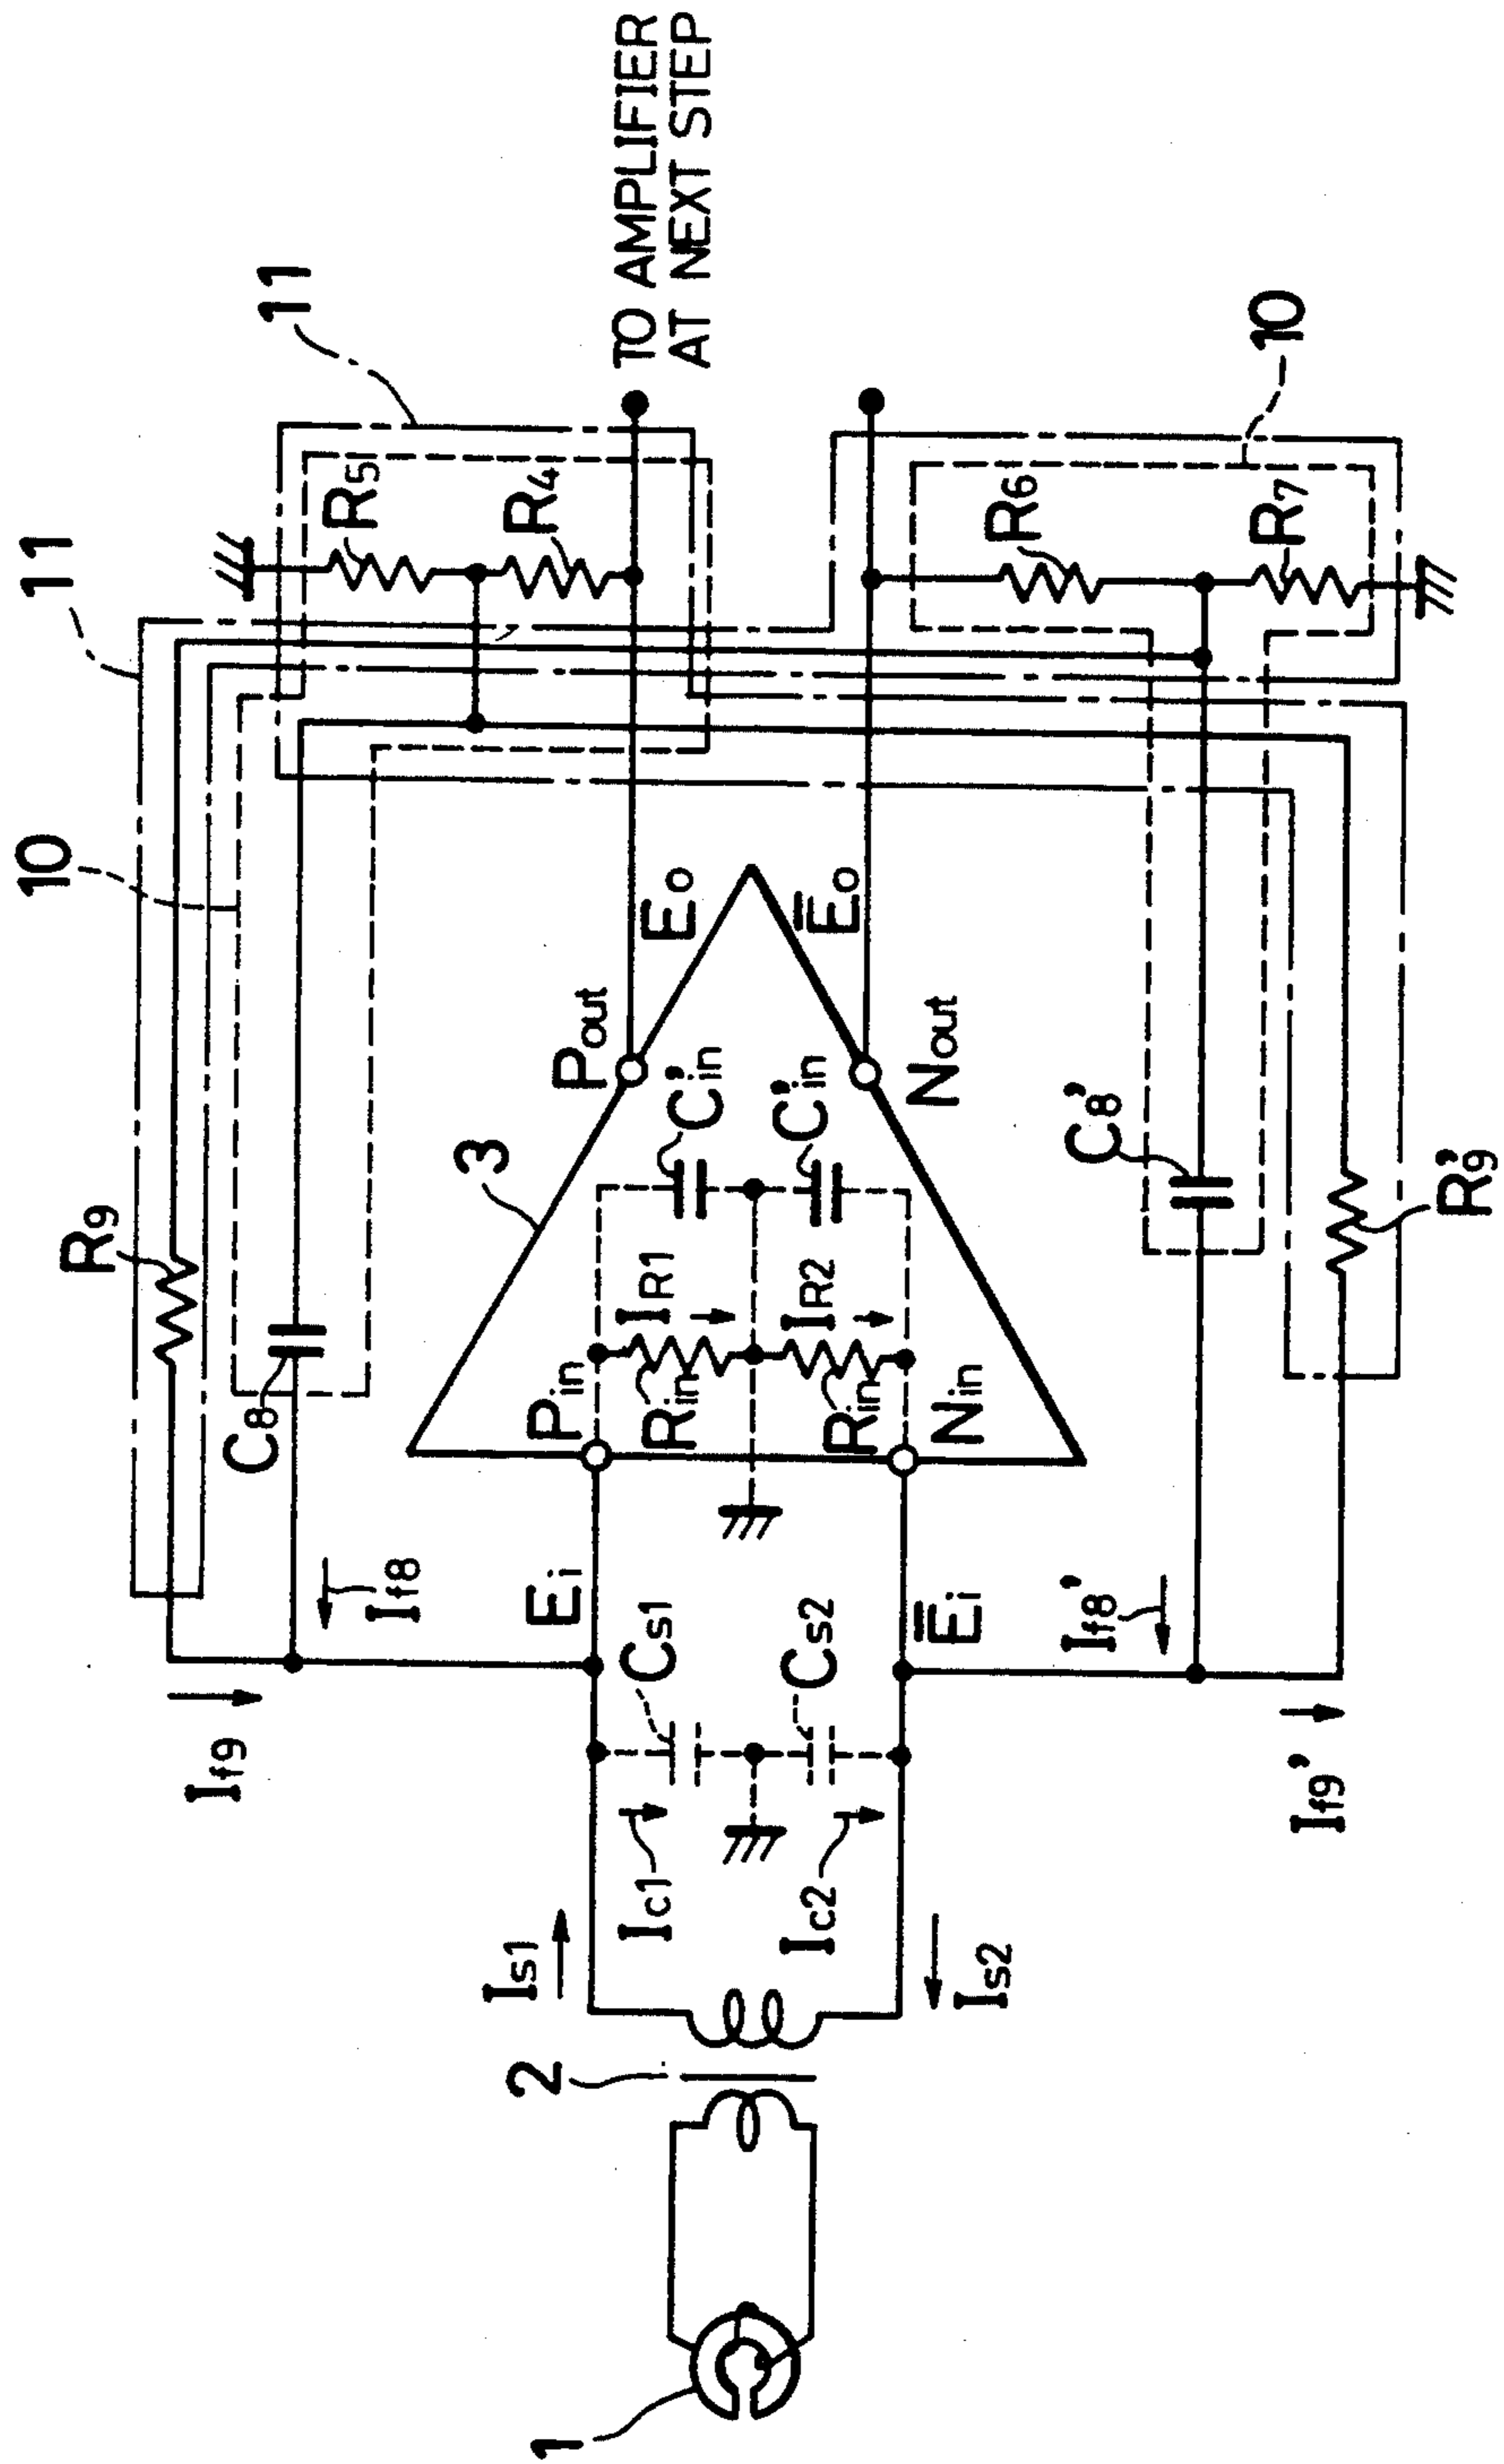 11
11
10
R9
R5
R4
C8
If9
If8
3
Pout
Eo
TO AMPLIFIER
AT NEXT STEP
Pin
IR1
C'in
Rin
Ei
Is1
Ic1
Cs1
2
1
Ic2
Cs2
Rin
IR2
C'in
Nin
Nout
Ēo
Ēi
Is2
10
R6
R7
If8'
C8'
If9'
R'9